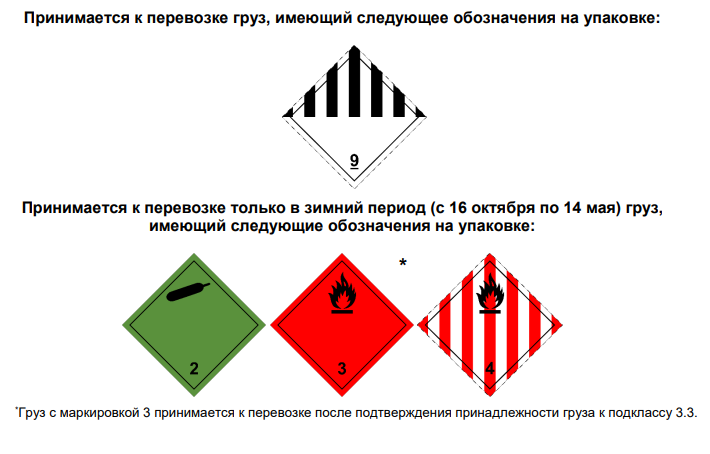 Принимается к перевозке груз, имеющий следующее обозначения на упаковке:
9
Принимается к перевозке только в зимний период (с 16 октября по 14 мая) груз,
имеющий следующие обозначения на упаковке:
*
2
3
4
*Груз с маркировкой 3 принимается к перевозке после подтверждения принадлежности груза к подклассу 3.3.